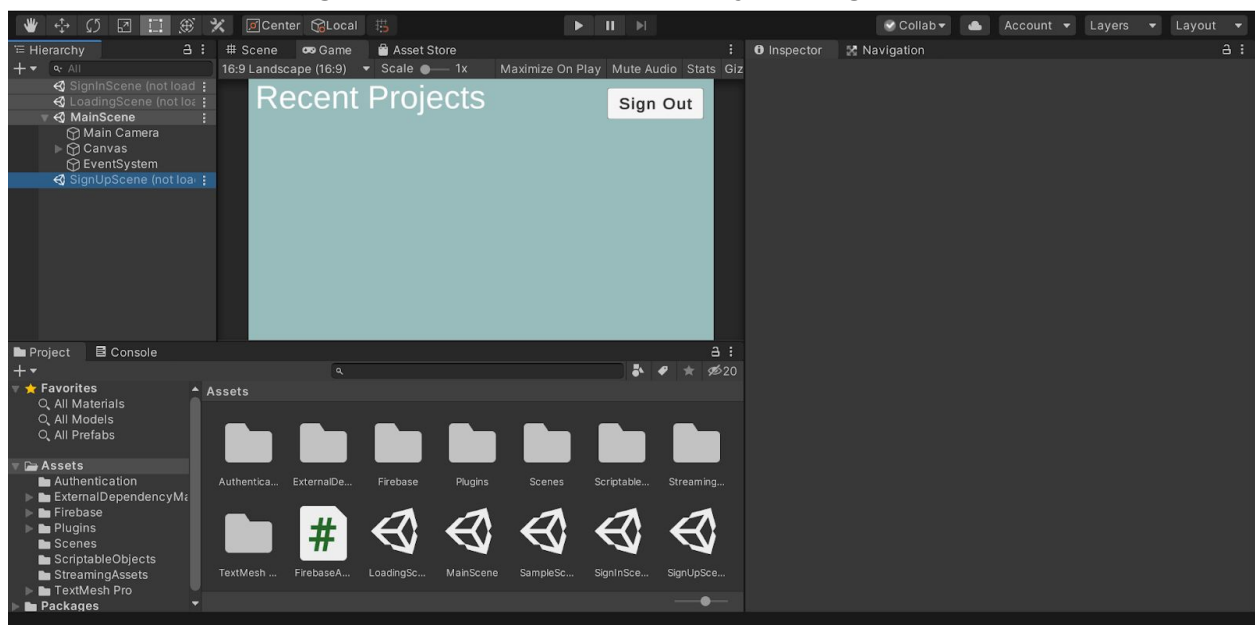 Center Local Collab Account Layers Layout
Hierarchy
All
SignInScene (not load
LoadingScene (not loa
MainScene
Main Camera
Canvas
EventSystem
SignUpScene (not loa
# Scene Game Asset Store
16:9 Landscape (16:9) Scale 1x Maximize On Play Mute Audio Stats Giz
Recent Projects
Sign Out
Inspector Navigation
Project Console
20
Favorites
All Materials
All Models
All Prefabs
Assets
Authentication
ExternalDependencyMa
Firebase
Plugins
Scenes
ScriptableObjects
StreamingAssets
TextMesh Pro
Packages
Assets
Authentica... ExternalDe... Firebase Plugins Scenes Scriptable... Streaming...
#
TextMesh ... FirebaseA... LoadingSc... MainScene SampleSc... SignInSce... SignUpSce...